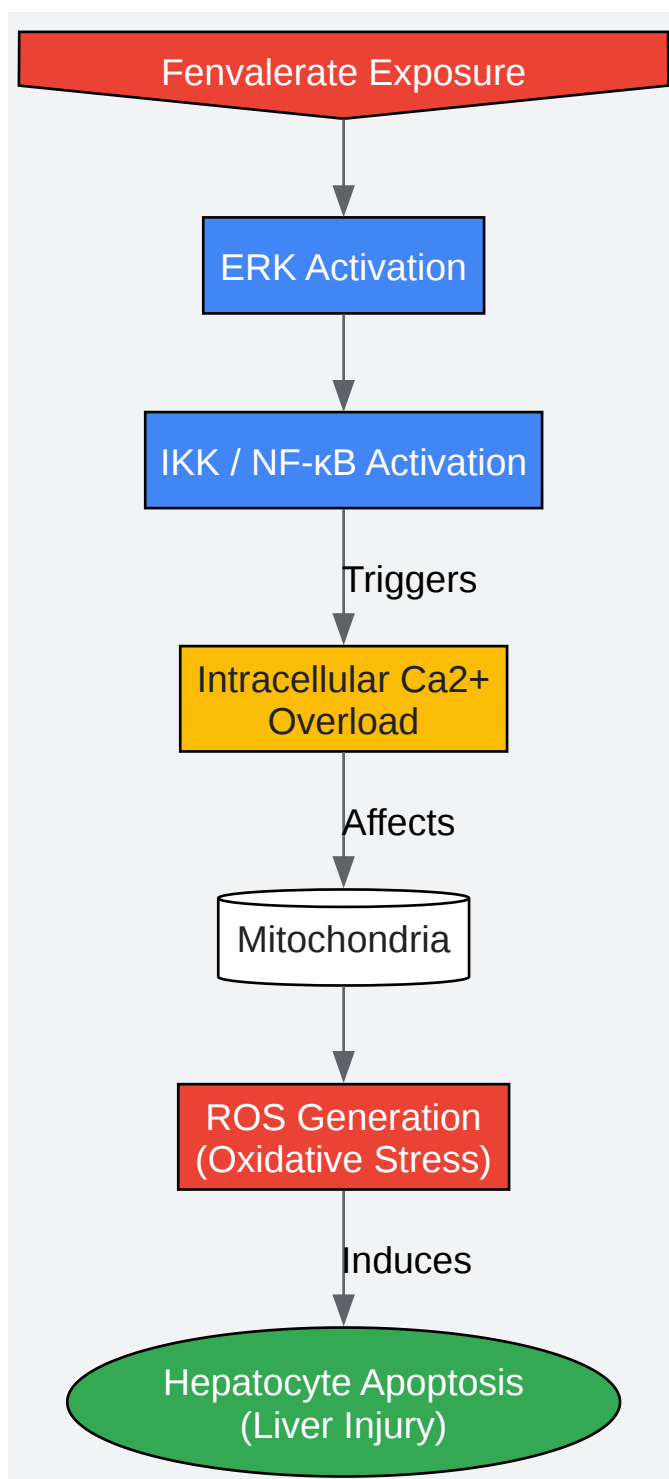 Fenvalerate Exposure
ERK Activation
IKK / NF-κB Activation
Triggers
Intracellular Ca2+
Overload
Affects
Mitochondria
ROS Generation
(Oxidative Stress)
Induces
Hepatocyte Apoptosis
(Liver Injury)